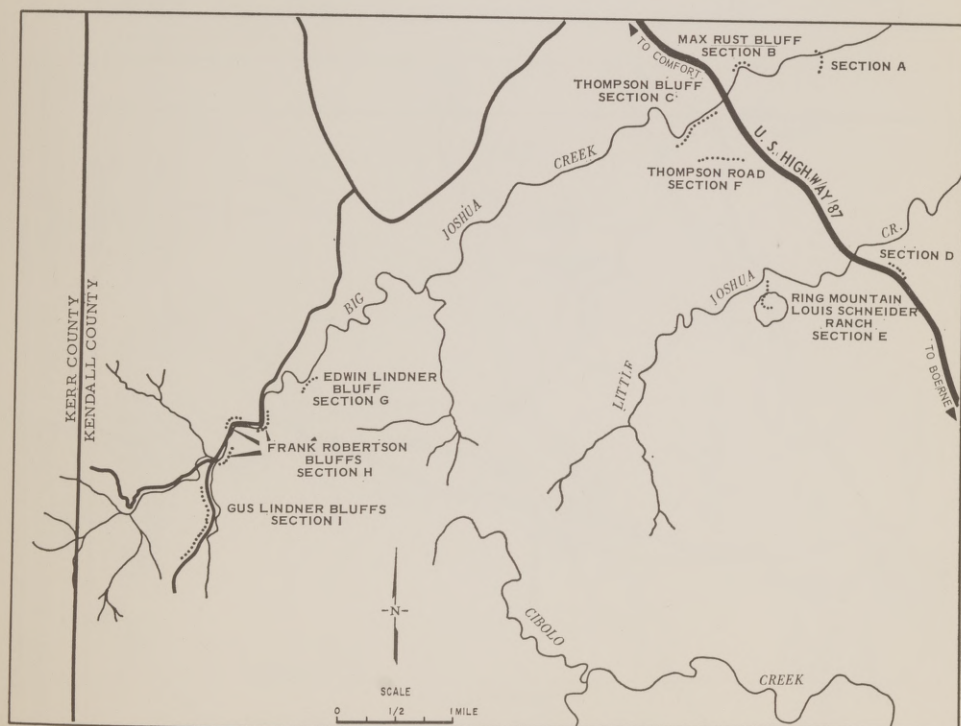 TO COMFORT
MAX RUST BLUFF
SECTION B
SECTION A
THOMPSON BLUFF
SECTION C
U. S. HIGHWAY 87
THOMPSON ROAD
SECTION F
BIG JOSHUA CREEK
LITTLE JOSHUA CR.
SECTION D
RING MOUNTAIN
LOUIS SCHNEIDER
RANCH
SECTION E
TO BOERNE
KERR COUNTY
KENDALL COUNTY
EDWIN LINDNER
BLUFF
SECTION G
FRANK ROBERTSON
BLUFFS
SECTION H
GUS LINDNER BLUFFS
SECTION I
-N-
CIBOLO CREEK
SCALE
0 1/2 1 MILE